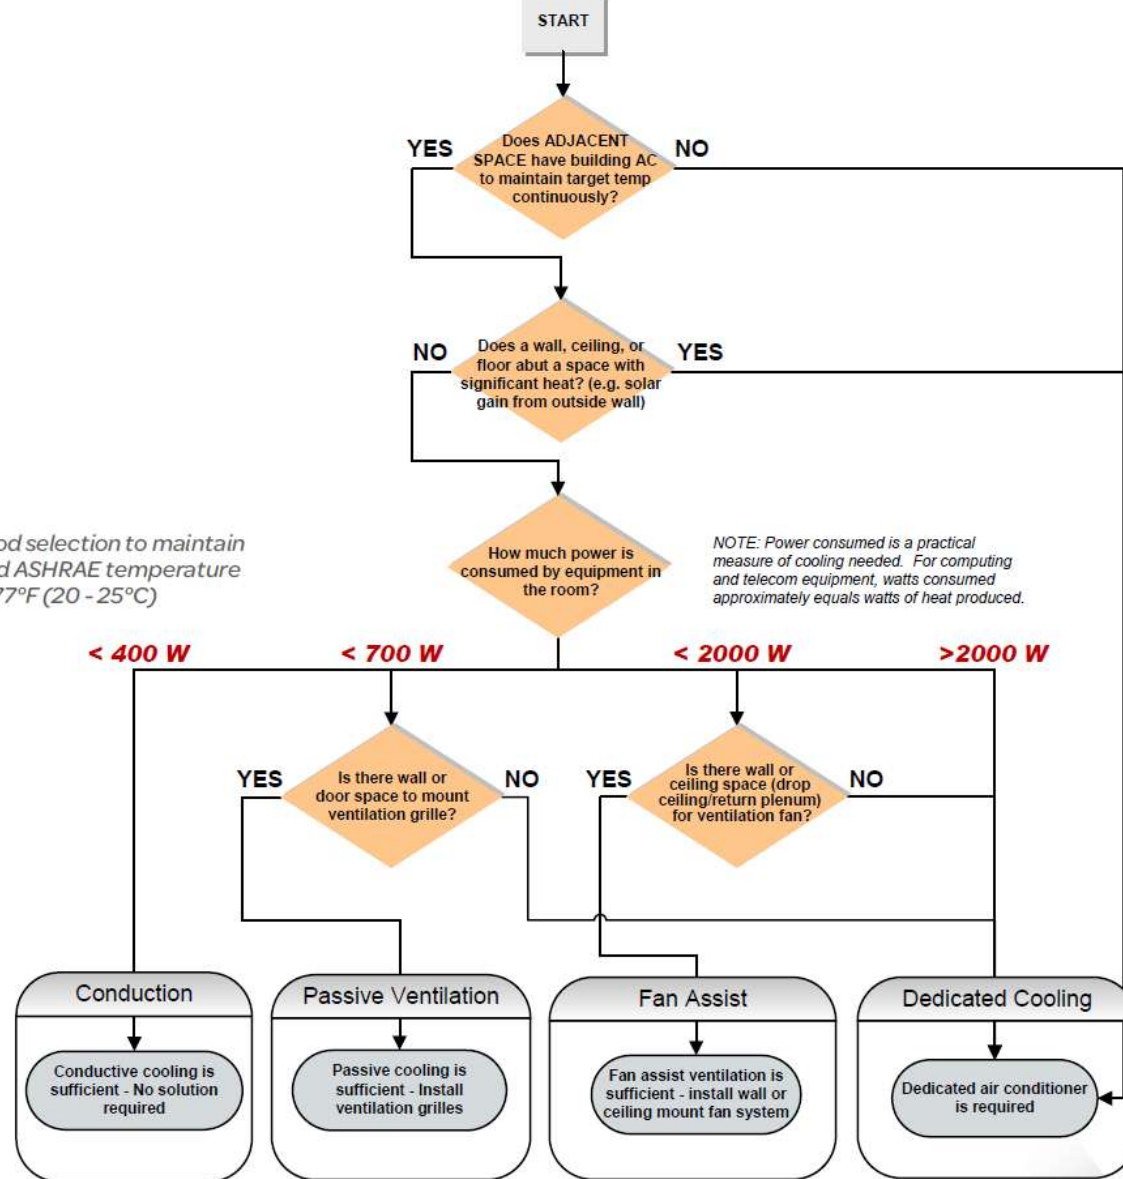 START
YES
Does ADJACENT
SPACE have building AC
to maintain target temp
continuously?
NO
NO
Does a wall, ceiling, or
floor abut a space with
significant heat? (e.g. solar
gain from outside wall)
YES
How much power is
consumed by equipment in
the room?
NOTE: Power consumed is a practical
measure of cooling needed. For computing
and telecom equipment, watts consumed
approximately equals watts of heat produced.
selection to maintain
ASHRAE temperature
77°F (20 - 25°C)
< 400 W
< 700 W
< 2000 W
>2000 W
YES
Is there wall or
door space to mount
ventilation grille?
NO
YES
Is there wall or
ceiling space (drop
ceiling/return plenum)
for ventilation fan?
NO
Conduction
Conductive cooling is
sufficient - No solution
required
Passive Ventilation
Passive cooling is
sufficient - Install
ventilation grilles
Fan Assist
Fan assist ventilation is
sufficient - install wall or
ceiling mount fan system
Dedicated Cooling
Dedicated air conditioner
is required